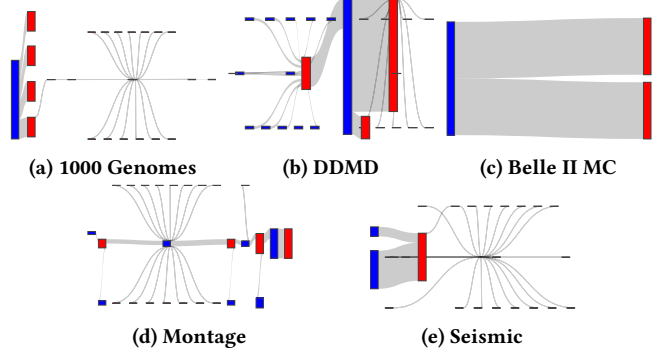 (a) 1000 Genomes
(b) DDMD
(c) Belle II MC
(d) Montage
(e) Seismic